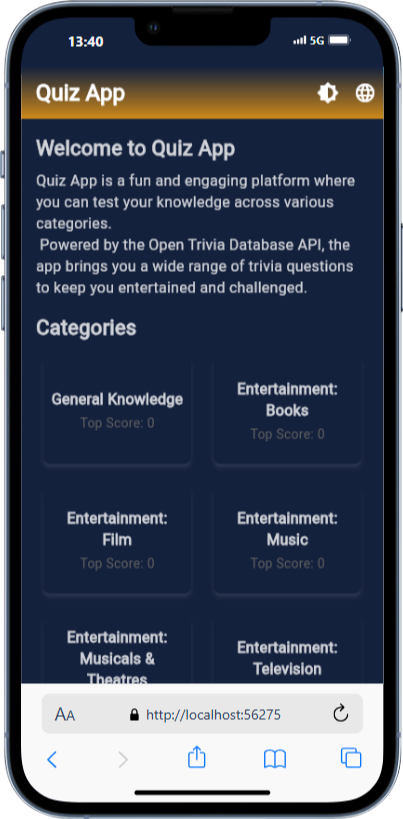 13:40 5G
Quiz App
Welcome to Quiz App
Quiz App is a fun and engaging platform where
you can test your knowledge across various
categories.
Powered by the Open Trivia Database API, the
app brings you a wide range of trivia questions
to keep you entertained and challenged.
Categories
General Knowledge
Top Score: 0
Entertainment:
Books
Top Score: 0
Entertainment:
Film
Top Score: 0
Entertainment:
Music
Top Score: 0
Entertainment:
Musicals &
Theatres
Entertainment:
Television
AA http://localhost:56275